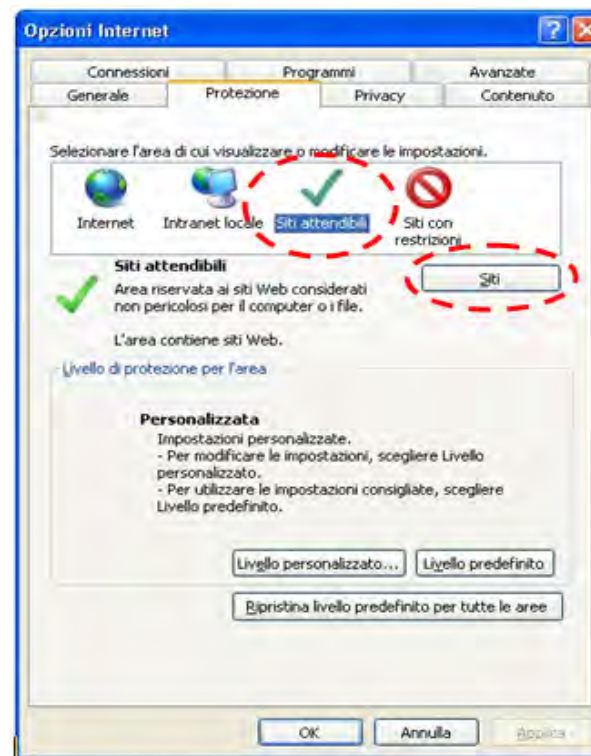 Opzioni Internet
Connessioni Programmi Avanzate
Generale Protezione Privacy Contenuto
Selezionare l'area di cui visualizzare o modificare le impostazioni.
Internet Intranet locale Siti attendibili Siti con
restrizioni
Siti attendibili
Siti
Area riservata ai siti Web considerati
non pericolosi per il computer o i file.
L'area contiene siti Web.
Livello di protezione per l'area
Personalizzata
Impostazioni personalizzate.
- Per modificare le impostazioni, scegliere Livello
personalizzato.
- Per utilizzare le impostazioni consigliate, scegliere
Livello predefinito.
Livello personalizzato... Livello predefinito
Ripristina livello predefinito per tutte le aree
OK Annulla Applica